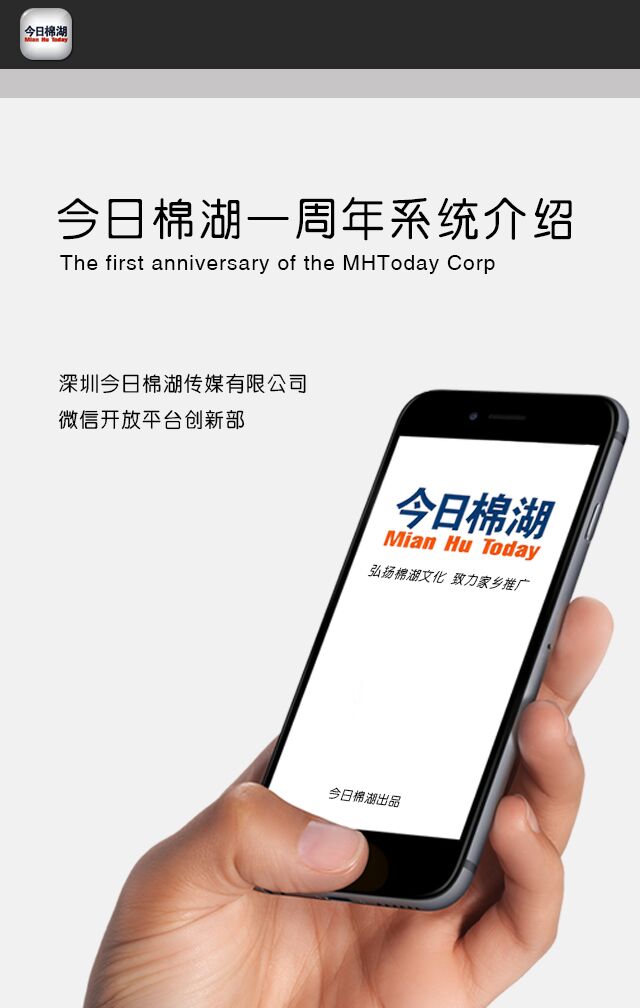 今日棉湖
Mian Hu Today
今日棉湖一周年系统介绍
The first anniversary of the MHToday Corp
深圳今日棉湖传媒有限公司
微信开放平台创新部
今日棉湖
Mian Hu Today
弘扬棉湖文化 致力家乡推广
今日棉湖出品